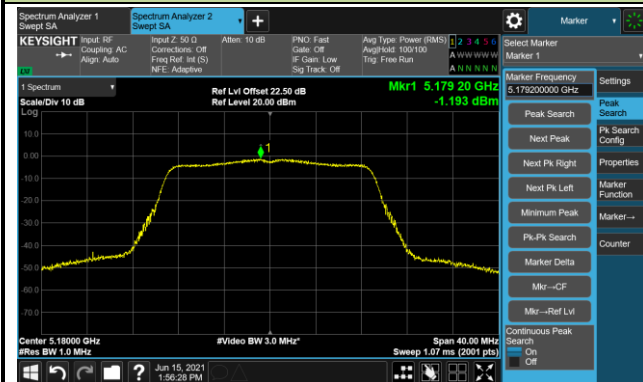 Spectrum Analyzer 1
Swept SA
Spectrum Analyzer 2
Swept SA
+
Marker
KEYSIGHT
Input: RF
Coupling: AC
Align: Auto
Input Z: 50 Ω
Corrections: Off
Freq Ref: Int (S)
NFE: Adaptive
Atten: 10 dB
PNO: Fast
Gate: Off
IF Gain: Low
Sig Track: Off
Avg Type: Power (RMS)
Avg|Hold: 100/100
Trig: Free Run
1 2 3 4 5 6
A W W W W W
A N N N N N
Select Marker
Marker 1
1 Spectrum
Scale/Div 10 dB
Log
Ref Lvl Offset 22.50 dB
Ref Level 20.00 dBm
Mkr1 5.179 20 GHz
-1.193 dBm
10.0
0.00
-10.0
-20.0
-30.0
-40.0
-50.0
-60.0
-70.0
1
Center 5.18000 GHz
#Res BW 1.0 MHz
#Video BW 3.0 MHz*
Span 40.00 MHz
Sweep 1.07 ms (2001 pts)
Marker Frequency
5.179200000 GHz
Peak Search
Next Peak
Next Pk Right
Next Pk Left
Minimum Peak
Pk-Pk Search
Marker Delta
Mkr→CF
Mkr→Ref Lvl
Continuous Peak
Search
On
Off
Settings
Peak
Search
Pk Search
Config
Properties
Marker
Function
Marker→
Counter
?
Jun 15, 2021
1:56:28 PM